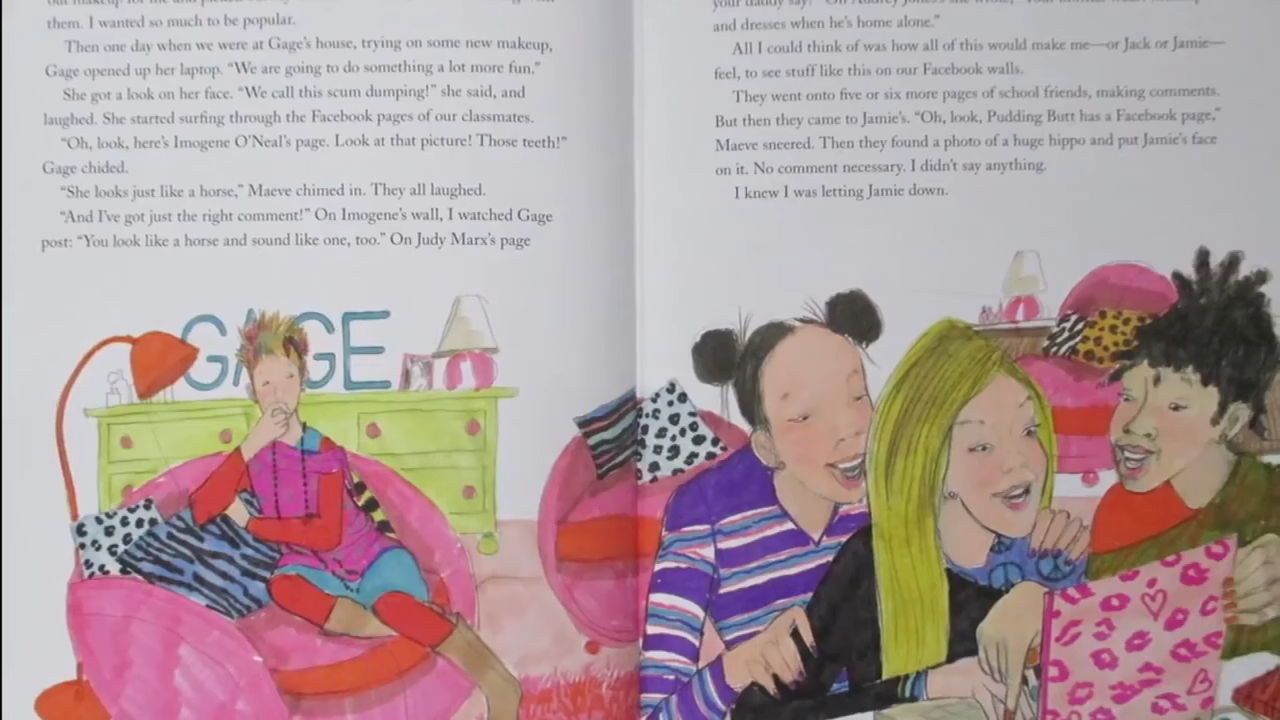 them. I wanted so much to be popular.
Then one day when we were at Gage's house, trying on some new makeup,
Gage opened up her laptop. “We are going to do something a lot more fun.”
She got a look on her face. “We call this scum dumping!” she said, and
laughed. She started surfing through the Facebook pages of our classmates.
“Oh, look, here's Imogene O'Neal's page. Look at that picture! Those teeth!”
Gage chided.
“She looks just like a horse,” Maeve chimed in. They all laughed.
“And I've got just the right comment!” On Imogene's wall, I watched Gage
post: “You look like a horse and sound like one, too.” On Judy Marx's page
GAGE
and dresses when he's home alone.”
All I could think of was how all of this would make me—or Jack or Jamie—
feel, to see stuff like this on our Facebook walls.
They went onto five or six more pages of school friends, making comments.
But then they came to Jamie's. “Oh, look, Pudding Butt has a Facebook page,”
Maeve sneered. Then they found a photo of a huge hippo and put Jamie's face
on it. No comment necessary. I didn't say anything.
I knew I was letting Jamie down.